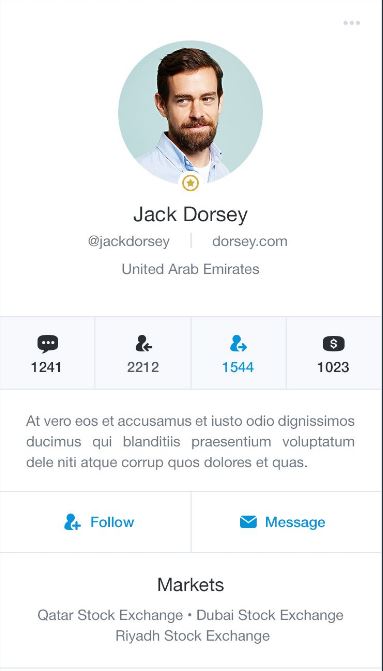 Jack Dorsey
@jackdorsey dorsey.com
United Arab Emirates
1241 2212 1544 1023
At vero eos et accusamus et iusto odio dignissimos
ducimus qui blanditiis praesentium voluptatum
dele niti atque corrup quos dolores et quas.
Follow Message
Markets
Qatar Stock Exchange • Dubai Stock Exchange
Riyadh Stock Exchange